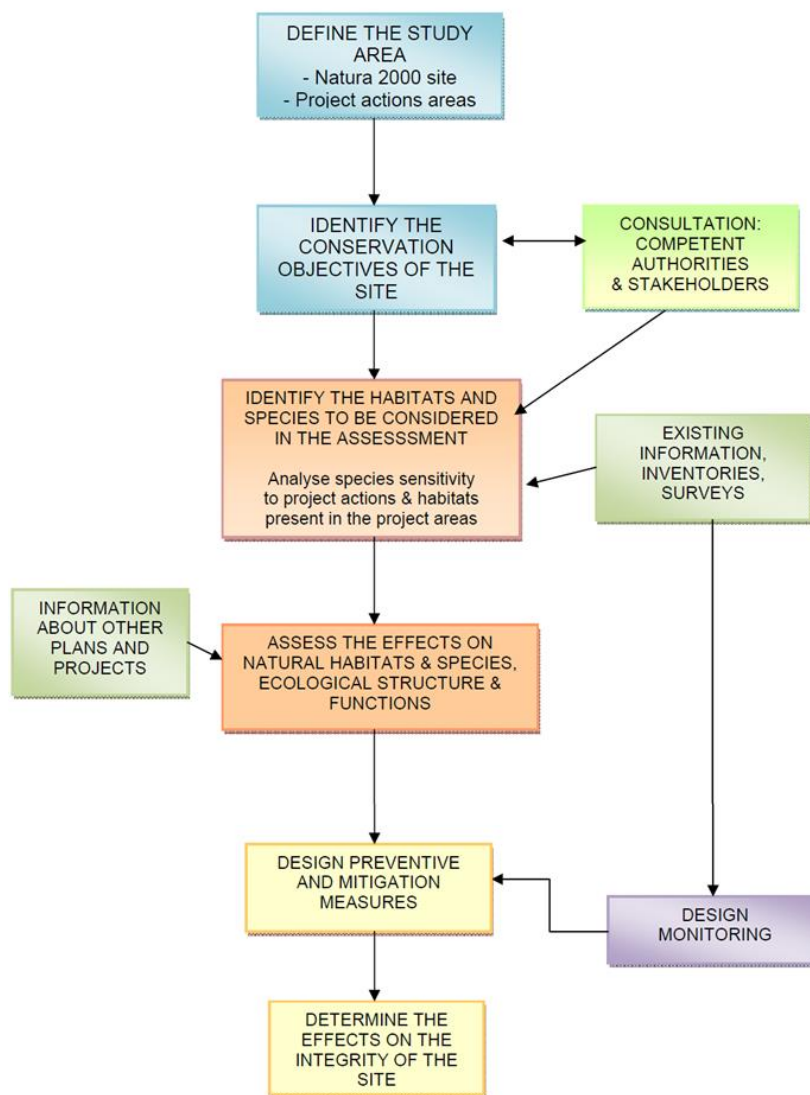 DEFINE THE STUDY
AREA
- Natura 2000 site
- Project actions areas
IDENTIFY THE
CONSERVATION
OBJECTIVES OF THE
SITE
CONSULTATION:
COMPETENT
AUTHORITIES
& STAKEHOLDERS
IDENTIFY THE HABITATS AND
SPECIES TO BE CONSIDERED
IN THE ASSESSSMENT
Analyse species sensitivity
to project actions & habitats
present in the project areas
EXISTING
INFORMATION,
INVENTORIES,
SURVEYS
INFORMATION
ABOUT OTHER
PLANS AND
PROJECTS
ASSESS THE EFFECTS ON
NATURAL HABITATS & SPECIES,
ECOLOGICAL STRUCTURE &
FUNCTIONS
DESIGN PREVENTIVE
AND MITIGATION
MEASURES
DESIGN
MONITORING
DETERMINE THE
EFFECTS ON THE
INTEGRITY OF THE
SITE